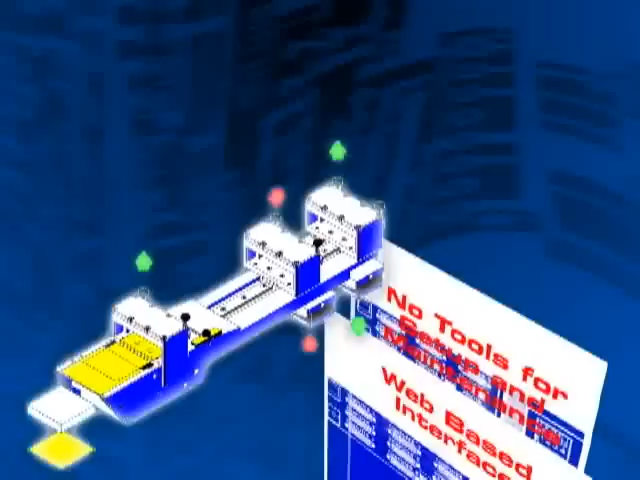 No Tools for
Setup and
Maintenance
Web Based
Interface